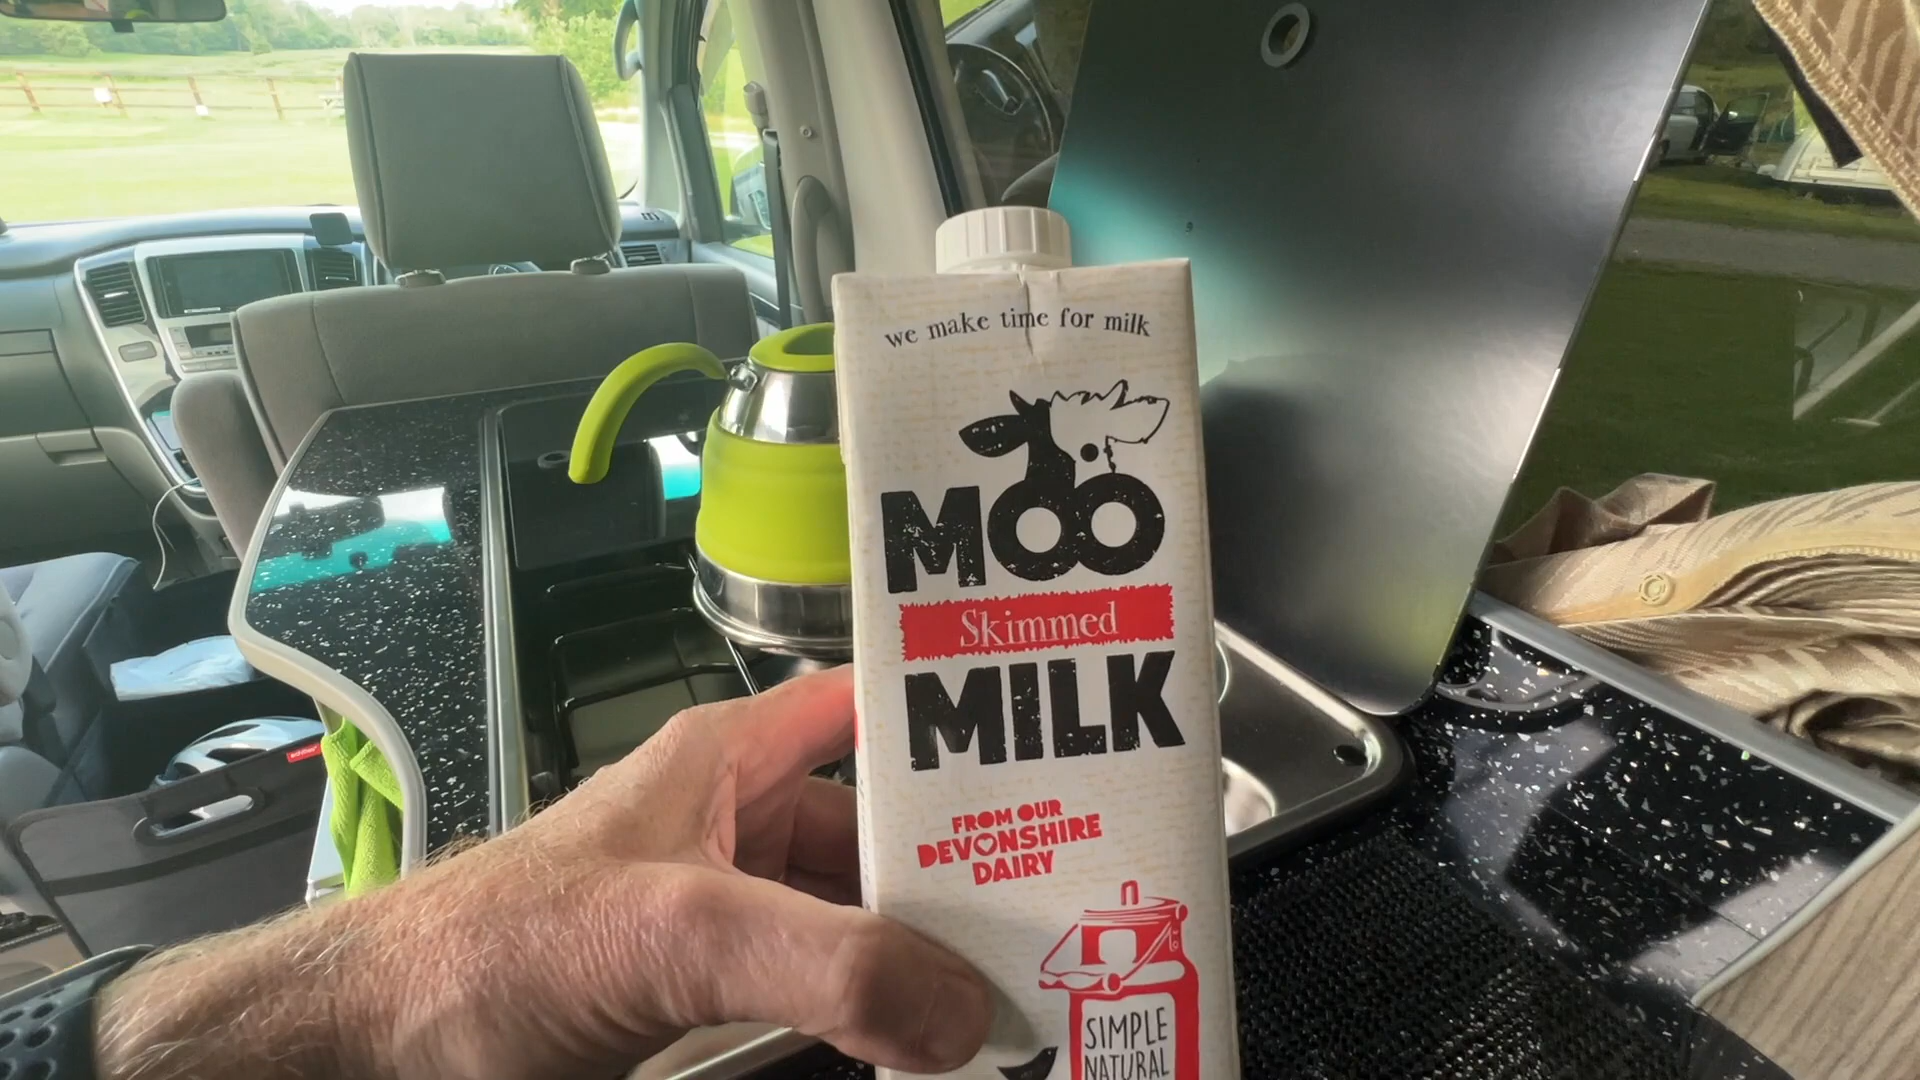 we make time for milk
MOO
Skimmed
MILK
FROM OUR
DEVONSHIRE
DAIRY
SIMPLE
NATURAL